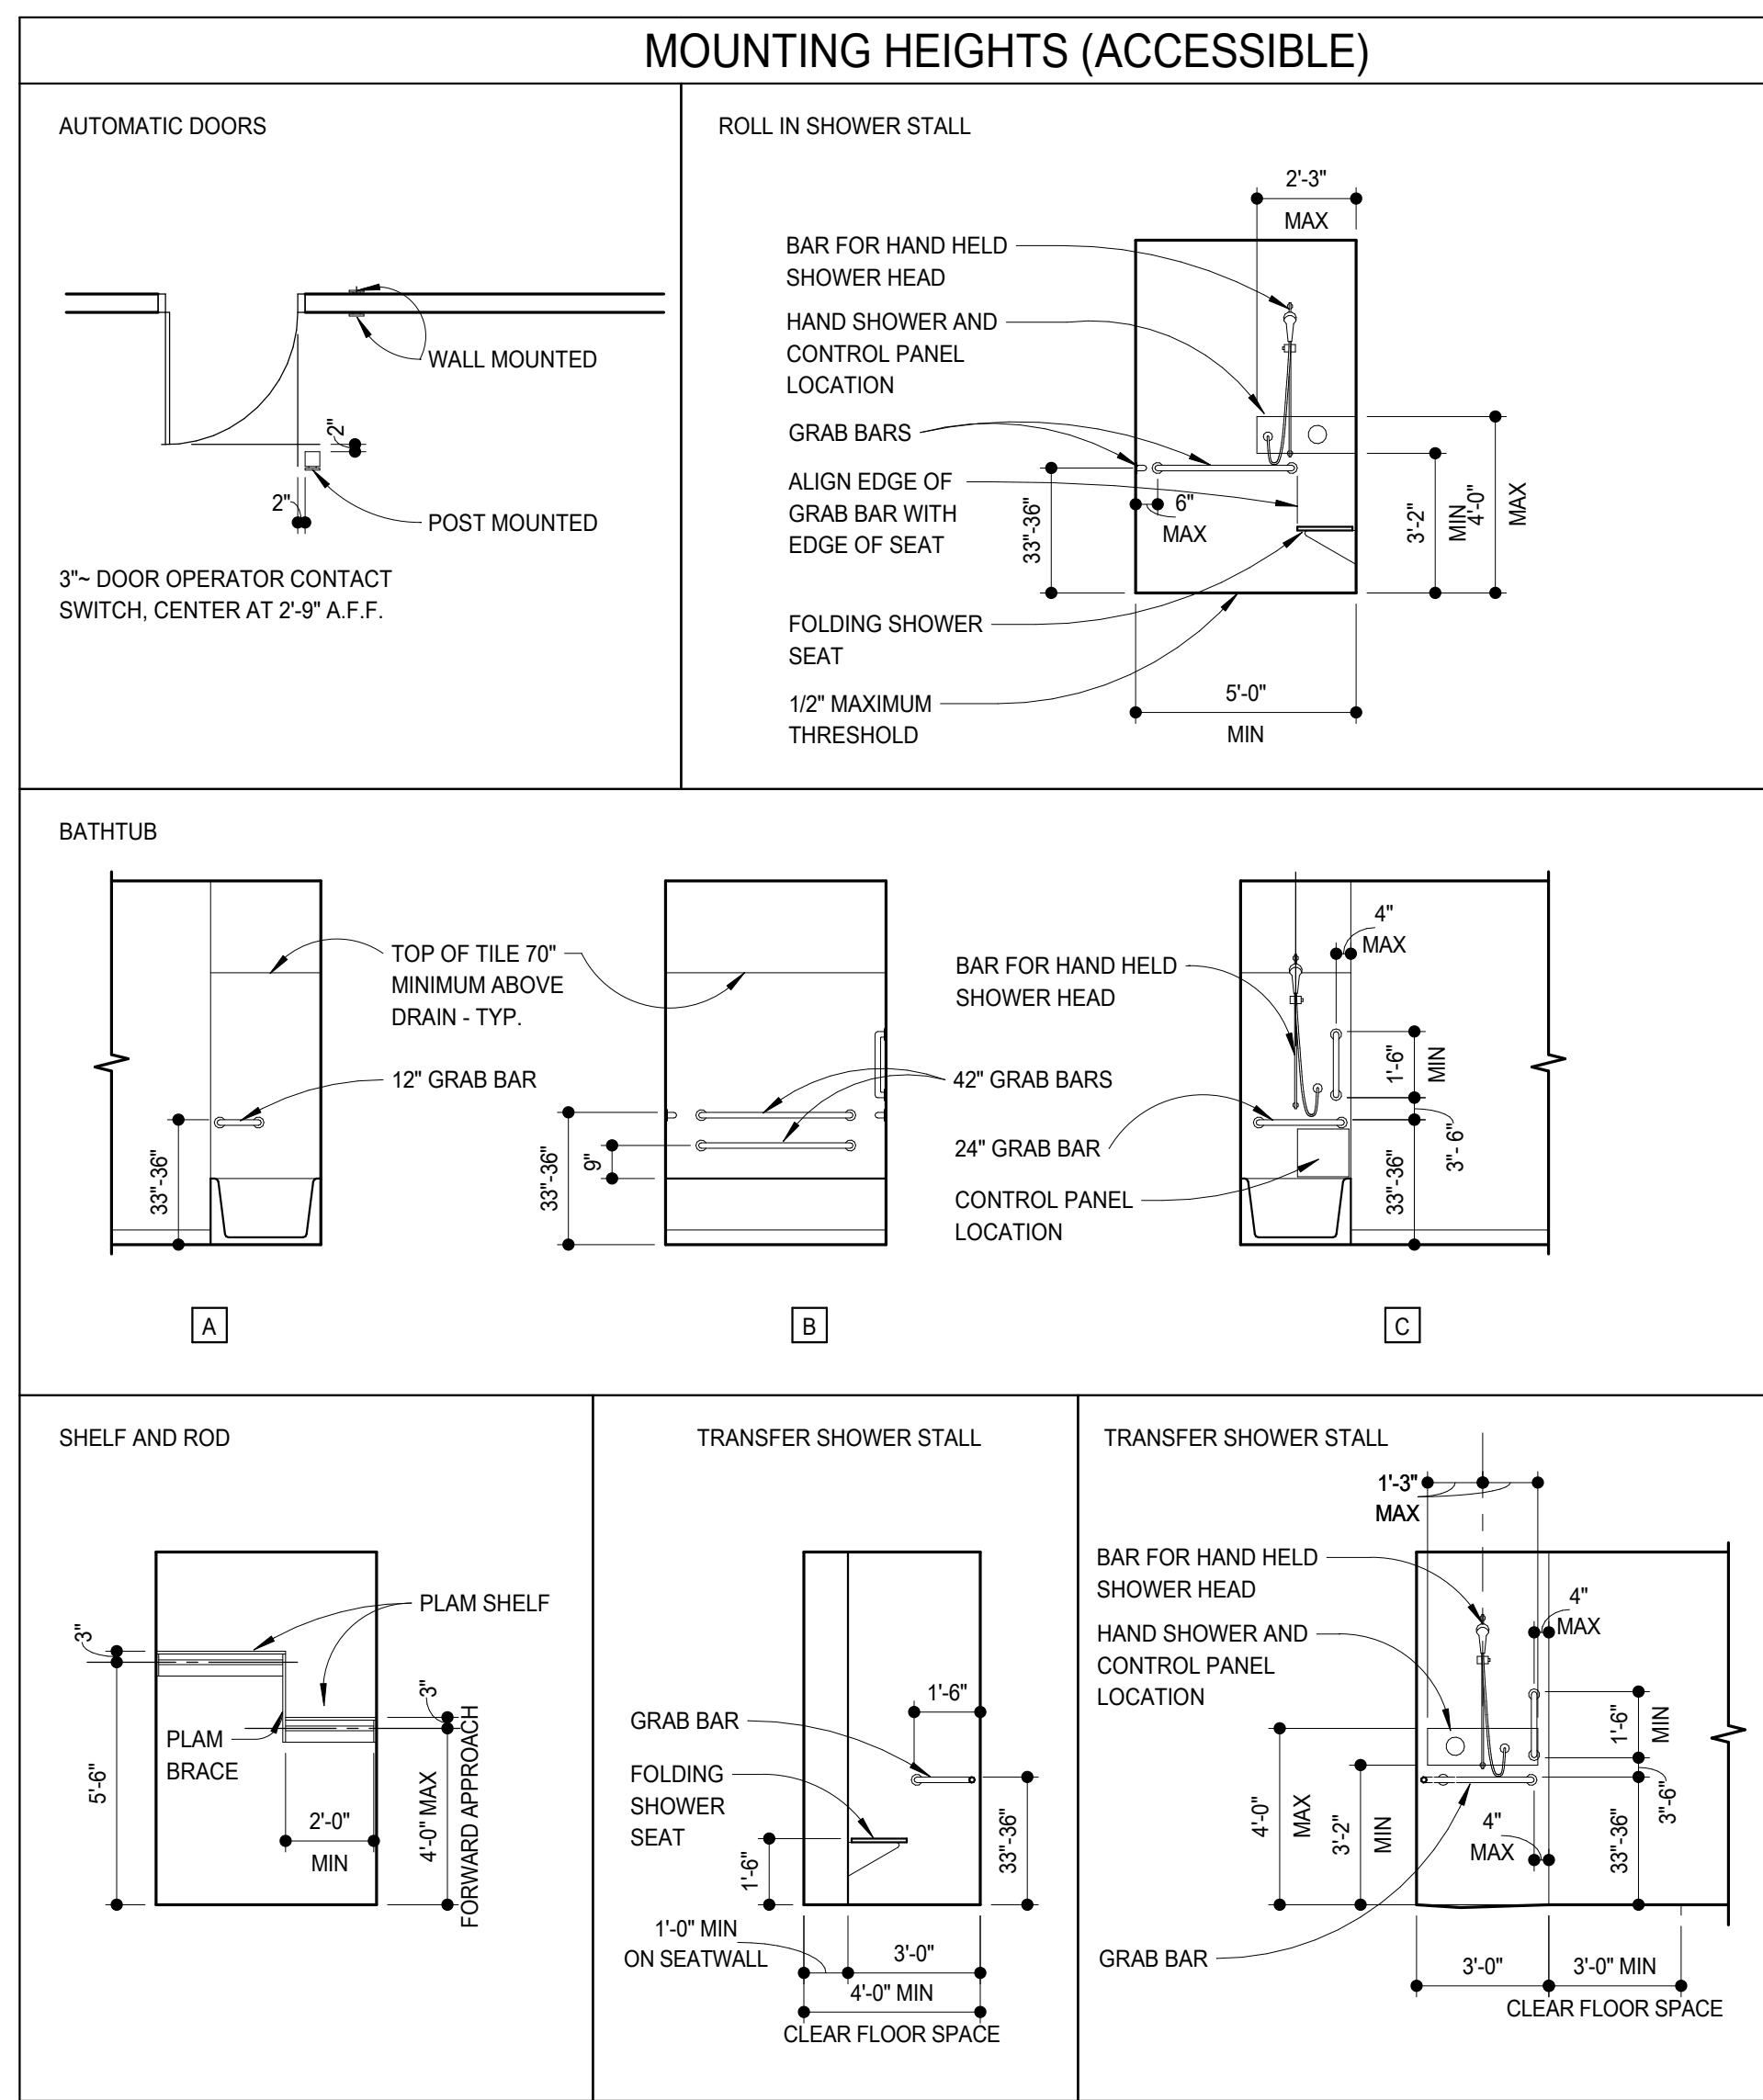 MOUNTING HEIGHTS (ACCESSIBLE)
AUTOMATIC DOORS
WALL MOUNTED
2"
2"
POST MOUNTED
3"~ DOOR OPERATOR CONTACT
SWITCH, CENTER AT 2'-9" A.F.F.
ROLL IN SHOWER STALL
2'-3"
MAX
BAR FOR HAND HELD
SHOWER HEAD
HAND SHOWER AND
CONTROL PANEL
LOCATION
GRAB BARS
ALIGN EDGE OF
GRAB BAR WITH
EDGE OF SEAT
33"-36"
6"
MAX
3'-2"
MIN
4'-0"
MAX
FOLDING SHOWER
SEAT
1/2" MAXIMUM
THRESHOLD
5'-0"
MIN
BATHTUB
TOP OF TILE 70"
MINIMUM ABOVE
DRAIN - TYP.
12" GRAB BAR
33"-36"
A
33"-36"
9"
42" GRAB BARS
B
BAR FOR HAND HELD
SHOWER HEAD
24" GRAB BAR
CONTROL PANEL
LOCATION
4"
MAX
1'-6"
MIN
3"- 6"
33"-36"
C
SHELF AND ROD
3"
5'-6"
PLAM SHELF
PLAM
BRACE
2'-0"
MIN
3"
4'-0" MAX
FORWARD APPROACH
TRANSFER SHOWER STALL
1'-6"
GRAB BAR
FOLDING
SHOWER
SEAT
1'-6"
33"-36"
1'-0" MIN
ON SEATWALL
3'-0"
4'-0" MIN
CLEAR FLOOR SPACE
TRANSFER SHOWER STALL
1'-3"
MAX
BAR FOR HAND HELD
SHOWER HEAD
HAND SHOWER AND
CONTROL PANEL
LOCATION
4"
MAX
1'-6"
MIN
3"-6"
33"-36"
4'-0"
MAX
3'-2"
MIN
4"
MAX
GRAB BAR
3'-0"
3'-0" MIN
CLEAR FLOOR SPACE